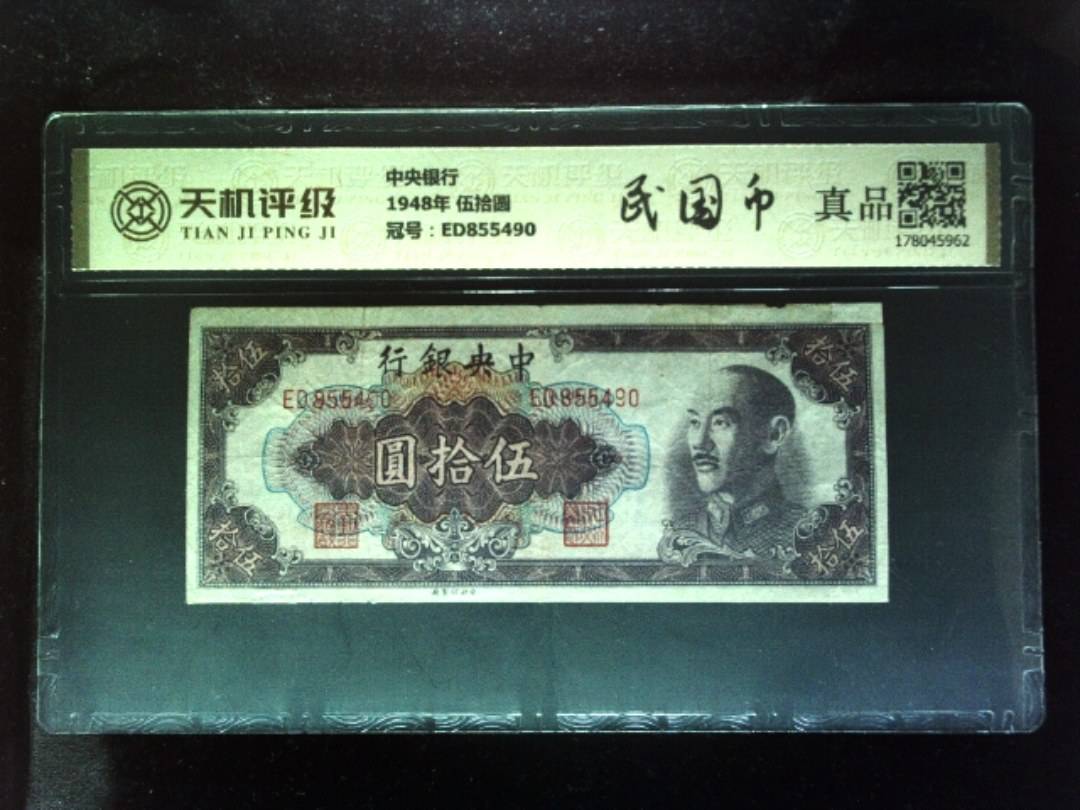 天机评级
TIAN JI PING JI
中央银行
1948年 伍拾圆
冠号：ED855490
民国币
真品
178045962
行銀央中
拾伍
拾伍
ED855490
ED855490
圓拾伍
拾伍
拾伍